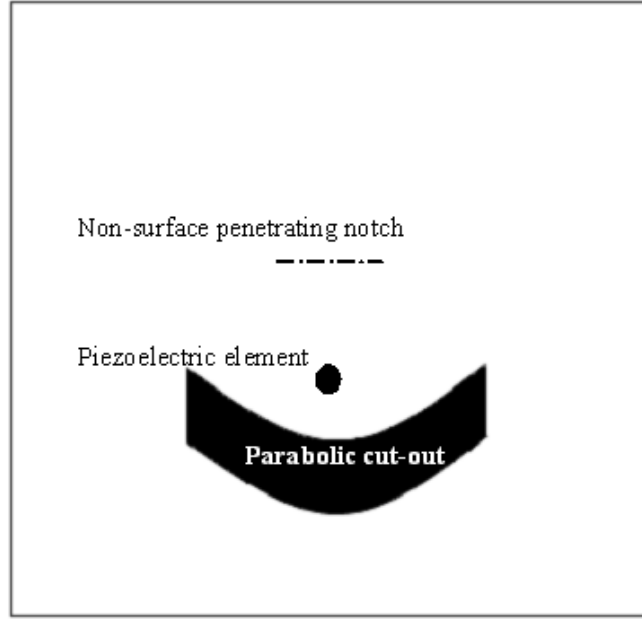 Non-surface penetrating notch
Piezoelectric element
Parabolic cut-out